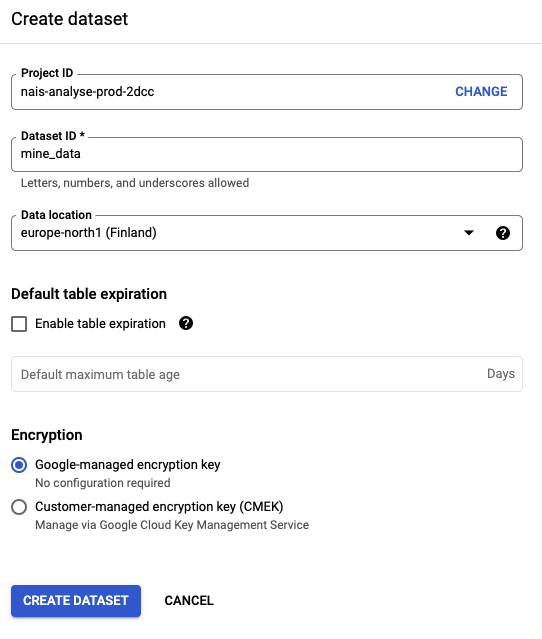 Create dataset
Project ID
nais-analyse-prod-2dcc
CHANGE
Dataset ID *
mine_data
Letters, numbers, and underscores allowed
Data location
europe-north1 (Finland)
Default table expiration
Enable table expiration
Default maximum table age
Days
Encryption
Google-managed encryption key
No configuration required
Customer-managed encryption key (CMEK)
Manage via Google Cloud Key Management Service
CREATE DATASET
CANCEL